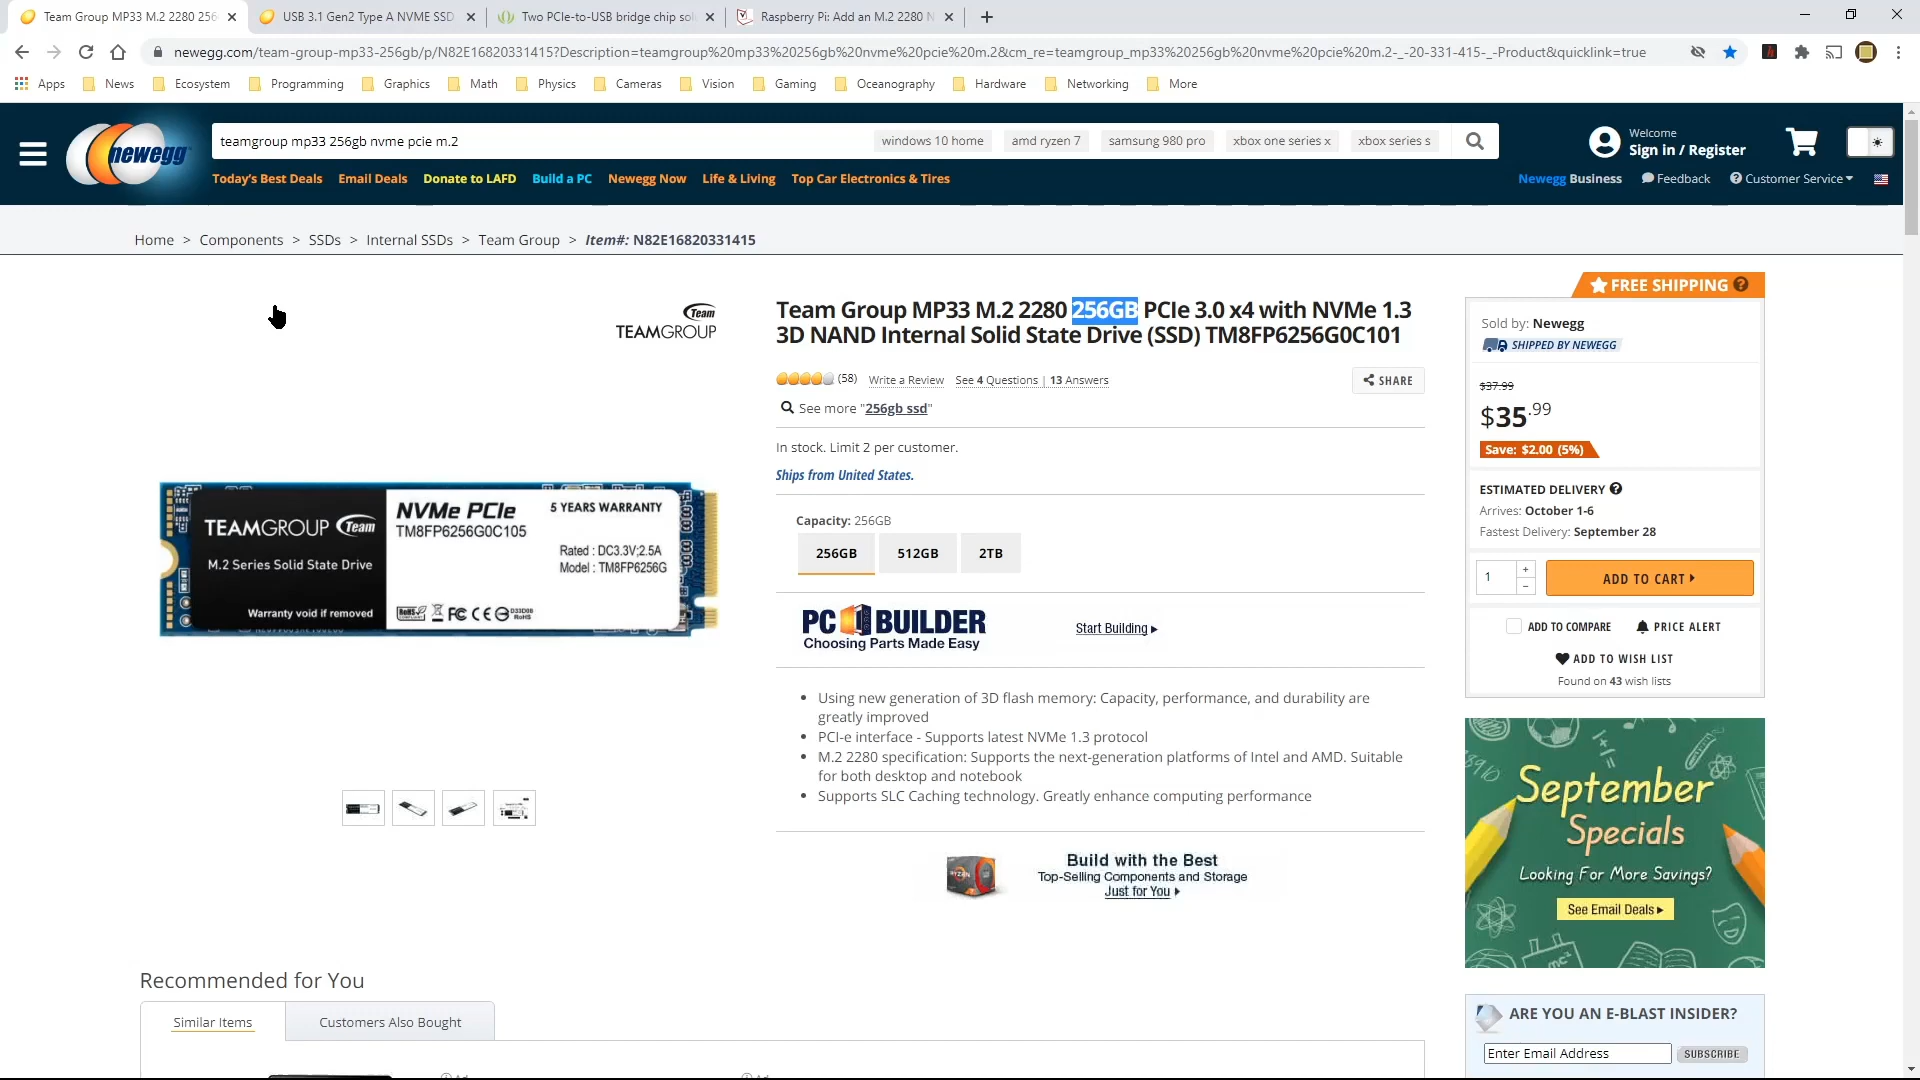 Team Group MP33 M.2 2280 256
USB 3.1 Gen2 Type A NVME SSD
Two PCIe-to-USB bridge chip sol
Raspberry Pi: Add an M.2 2280 N
newegg.com/team-group-mp33-256gb/p/N82E16820331415?Description=teamgroup%20mp33%20256gb%20nvme%20pcie%20m.2&cm_re=teamgroup_mp33%20256gb%20nvme%20pcie%20m.2-_-20-331-415-_-Product&quicklink=true
Apps News Ecosystem Programming Graphics Math Physics Cameras Vision Gaming Oceanography Hardware Networking More
newegg
teamgroup mp33 256gb nvme pcie m.2
windows 10 home amd ryzen 7 samsung 980 pro xbox one series x xbox series s
Welcome
Sign in / Register
Today's Best Deals Email Deals Donate to LAFD Build a PC Newegg Now Life & Living Top Car Electronics & Tires
Newegg Business Feedback Customer Service
Home > Components > SSDs > Internal SSDs > Team Group > Item#: N82E16820331415
Team
TEAMGROUP
TEAMGROUP Team
M.2 Series Solid State Drive
Warranty void if removed
NVMe PCIe
TM8FP6256G0C105
5 YEARS WARRANTY
Rated : DC3.3V;2.5A
Model : TM8FP6256G
RoHS FC CE
Team Group MP33 M.2 2280 256GB PCIe 3.0 x4 with NVMe 1.3
3D NAND Internal Solid State Drive (SSD) TM8FP6256G0C101
(58) Write a Review See 4 Questions | 13 Answers
SHARE
See more "256gb ssd"
In stock. Limit 2 per customer.
Ships from United States.
Capacity: 256GB
256GB 512GB 2TB
PC BUILDER
Choosing Parts Made Easy
Start Building
Using new generation of 3D flash memory: Capacity, performance, and durability are
greatly improved
PCI-e interface - Supports latest NVMe 1.3 protocol
M.2 2280 specification: Supports the next-generation platforms of Intel and AMD. Suitable
for both desktop and notebook
Supports SLC Caching technology. Greatly enhance computing performance
RYZEN
Build with the Best
Top-Selling Components and Storage
Just for You
FREE SHIPPING
Sold by: Newegg
SHIPPED BY NEWEGG
$37.99
$35.99
Save: $2.00 (5%)
ESTIMATED DELIVERY
Arrives: October 1-6
Fastest Delivery: September 28
1
ADD TO CART
ADD TO COMPARE PRICE ALERT
ADD TO WISH LIST
Found on 43 wish lists
September
Specials
Looking For More Savings?
See Email Deals
ARE YOU AN E-BLAST INSIDER?
Enter Email Address SUBSCRIBE
Recommended for You
Similar Items Customers Also Bought